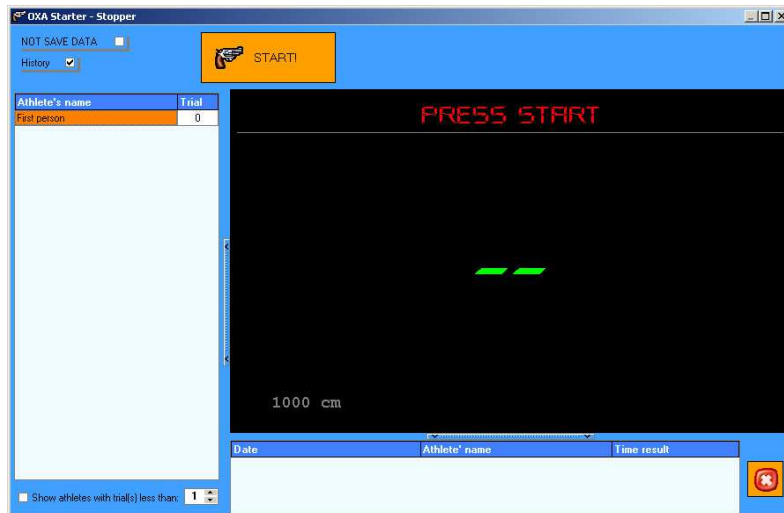 OXA Starter - Stopper
NOT SAVE DATA
History
START!
Athlete's name Trial
First person 0
PRESS START
--
1000 cm
Date Athlete' name Time result
Show athletes with trial(s) less than: 1